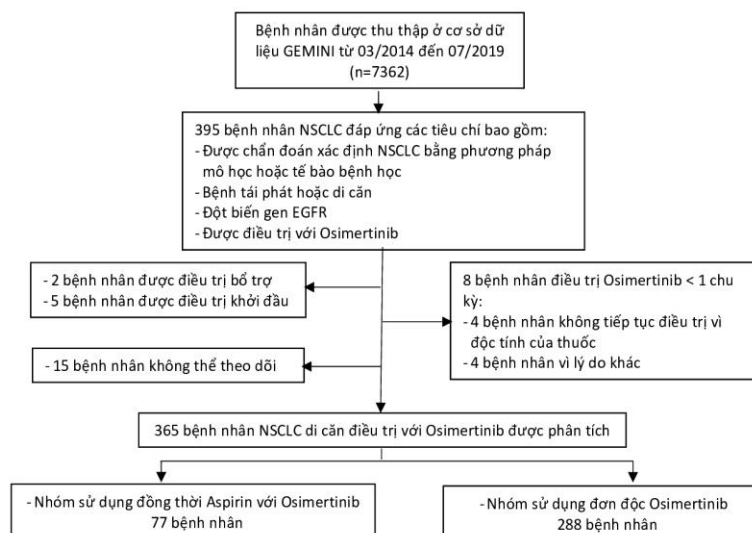 Bệnh nhân được thu thập ở cơ sở dữ
liệu GEMINI từ 03/2014 đến 07/2019
(n=7362)
395 bệnh nhân NSCLC đáp ứng các tiêu chí bao gồm:
-Được chẩn đoán xác định NSCLC bằng phương pháp
mô học hoặc tế bào bệnh học
-Bệnh tái phát hoặc di căn
-Đột biến gen EGFR
-Được điều trị với Osimertinib
- 2 bệnh nhân được điều trị bổ trợ
- 5 bệnh nhân được điều trị khởi đầu
8 bệnh nhân điều trị Osimertinib < 1 chu
kỳ:
- 4 bệnh nhân không tiếp tục điều trị vì
độc tính của thuốc
- 4 bệnh nhân vì lý do khác
- 15 bệnh nhân không thể theo dõi
365 bệnh nhân NSCLC di căn điều trị với Osimertinib được phân tích
- Nhóm sử dụng đồng thời Aspirin với Osimertinib
77 bệnh nhân
- Nhóm sử dụng đơn độc Osimertinib
288 bệnh nhân